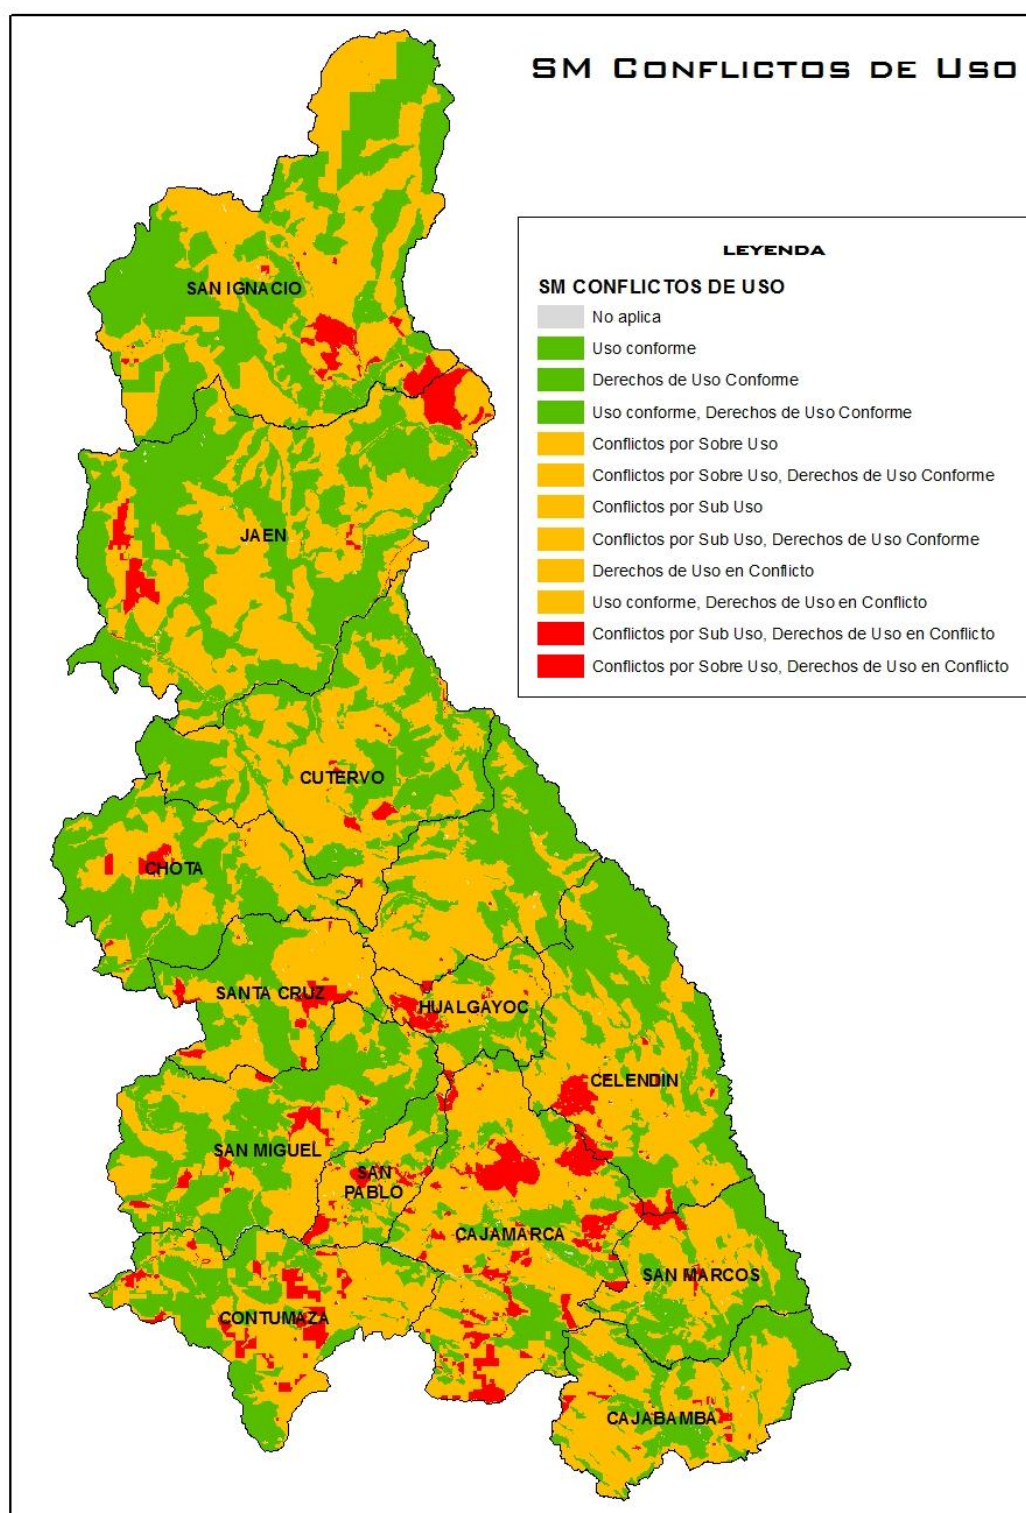 SM CONFLICTOS DE USO
LEYENDA
SM CONFLICTOS DE USO
No aplica
Uso conforme
Derechos de Uso Conforme
Uso conforme, Derechos de Uso Conforme
Conflictos por Sobre Uso
Conflictos por Sobre Uso, Derechos de Uso Conforme
Conflictos por Sub Uso
Conflictos por Sub Uso, Derechos de Uso Conforme
Derechos de Uso en Conflicto
Uso conforme, Derechos de Uso en Conflicto
Conflictos por Sub Uso, Derechos de Uso en Conflicto
Conflictos por Sobre Uso, Derechos de Uso en Conflicto
SAN IGNACIO
JAEN
CUTERVO
CHOTA
SANTA CRUZ
HUALGAYOC
CELENDIN
SAN MIGUEL
SAN
PABLO
CAJAMARCA
SAN MARCOS
CONTUMAZA
CAJABAMBA